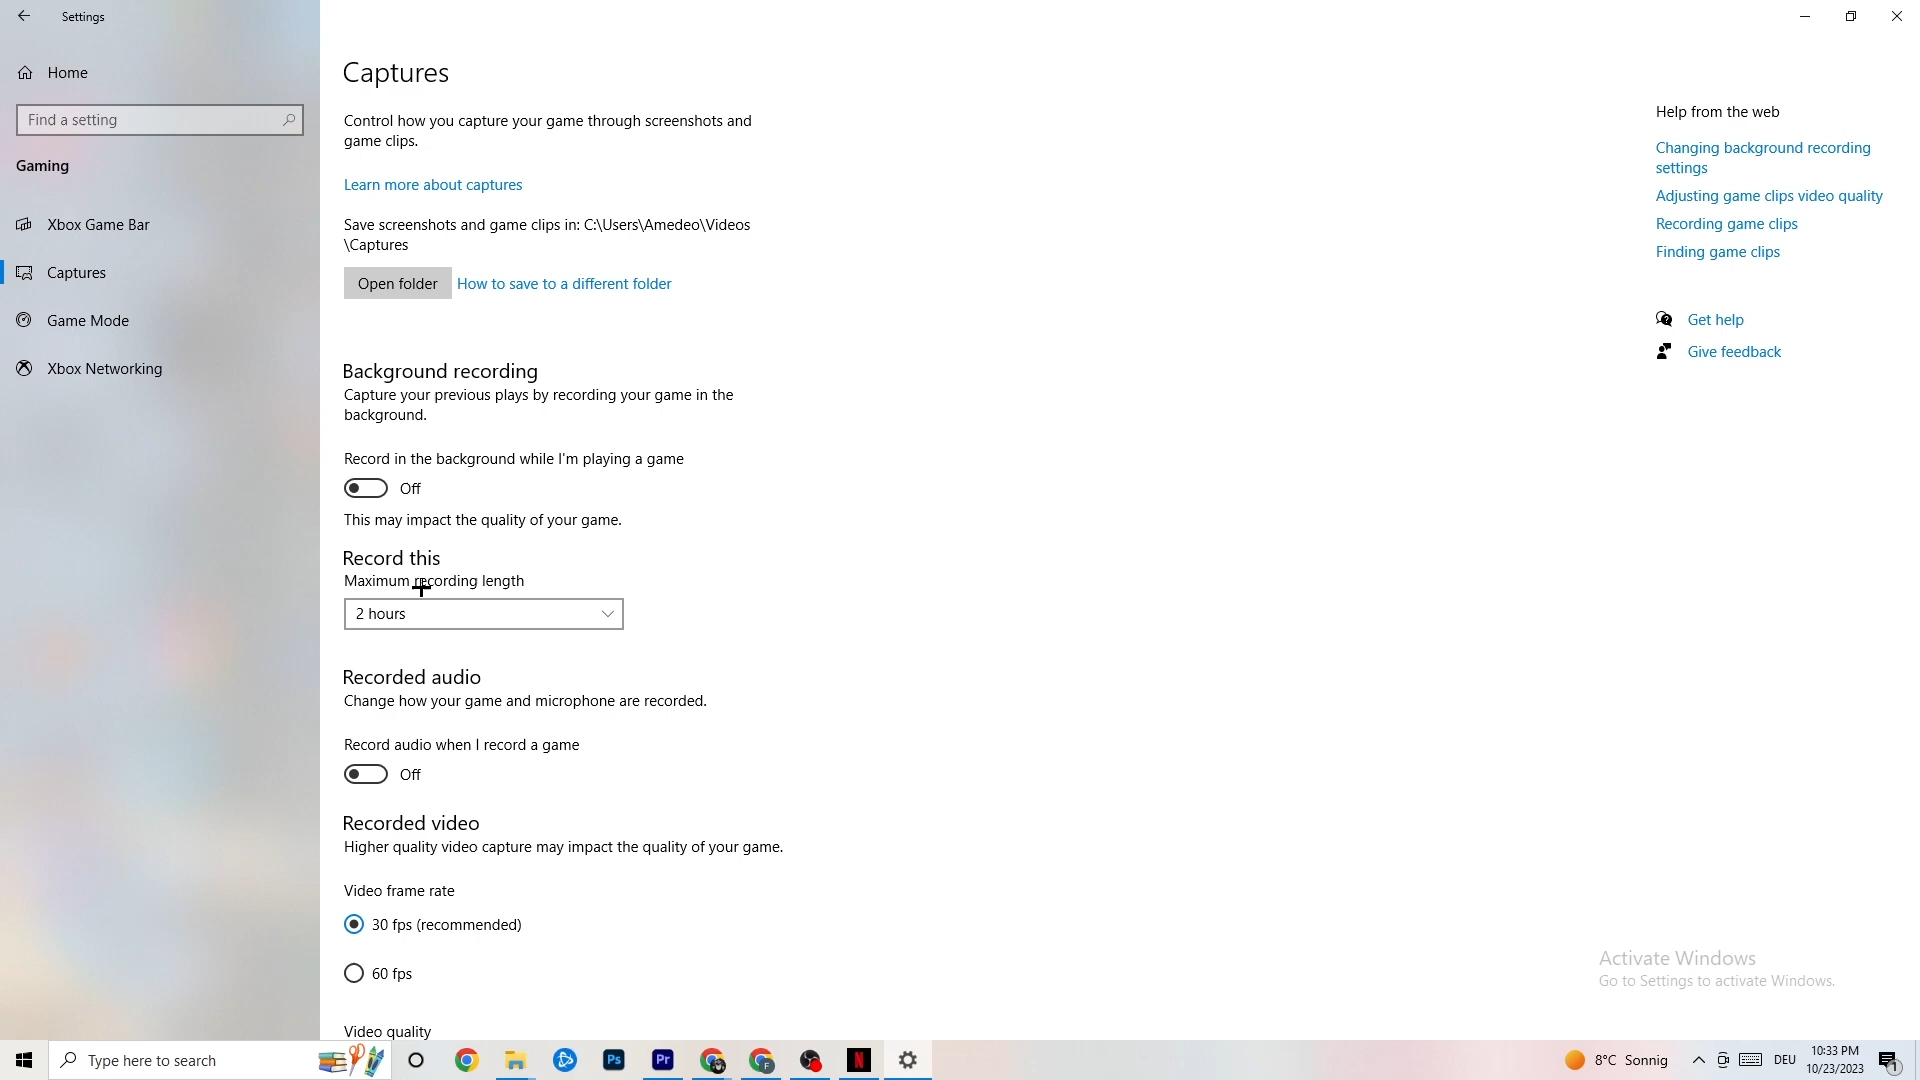 Settings
Home
Find a setting
Gaming
Xbox Game Bar
Captures
Game Mode
Xbox Networking
Captures
Control how you capture your game through screenshots and
game clips.
Learn more about captures
Save screenshots and game clips in: C:\Users\Amedeo\Videos
\Captures
Open folder
How to save to a different folder
Background recording
Capture your previous plays by recording your game in the
background.
Record in the background while I'm playing a game
Off
This may impact the quality of your game.
Record this
Maximum recording length
2 hours
Recorded audio
Change how your game and microphone are recorded.
Record audio when I record a game
Off
Recorded video
Higher quality video capture may impact the quality of your game.
Video frame rate
30 fps (recommended)
60 fps
Video quality
Help from the web
Changing background recording
settings
Adjusting game clips video quality
Recording game clips
Finding game clips
Get help
Give feedback
Activate Windows
Go to Settings to activate Windows.
Type here to search
Ps
Pr
F
N
8°C Sonnig
DEU
10:33 PM
10/23/2023
1